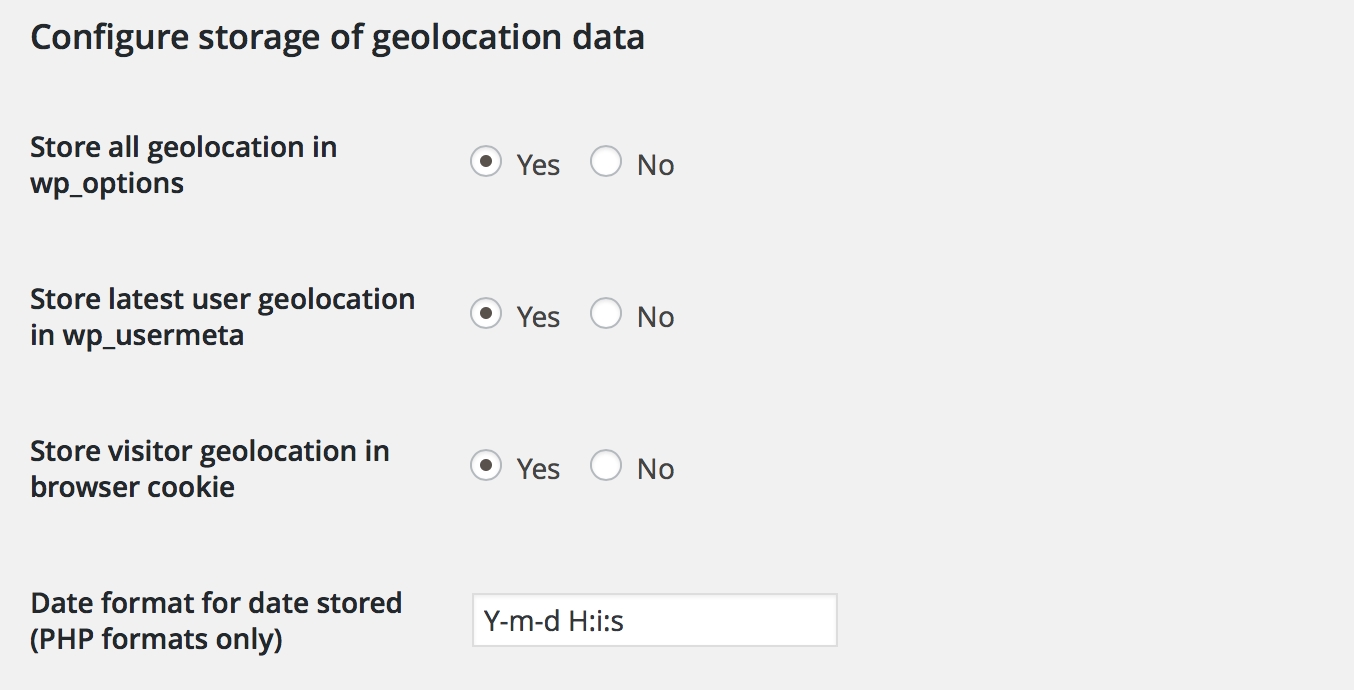 Configure storage of geolocation data
Store all geolocation in
wp_options
Yes No
Store latest user geolocation
in wp_usermeta
Yes No
Store visitor geolocation in
browser cookie
Yes No
Date format for date stored
(PHP formats only)
Y-m-d H:i:s